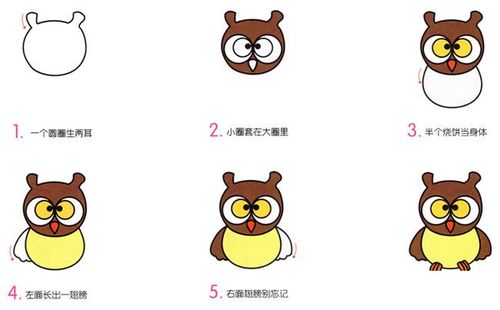 1. 一个圆圈生两耳
2. 小圈套在大圈里
3. 半个烧饼当身体
4. 左面长出一翅膀
5. 右面翅膀别忘记